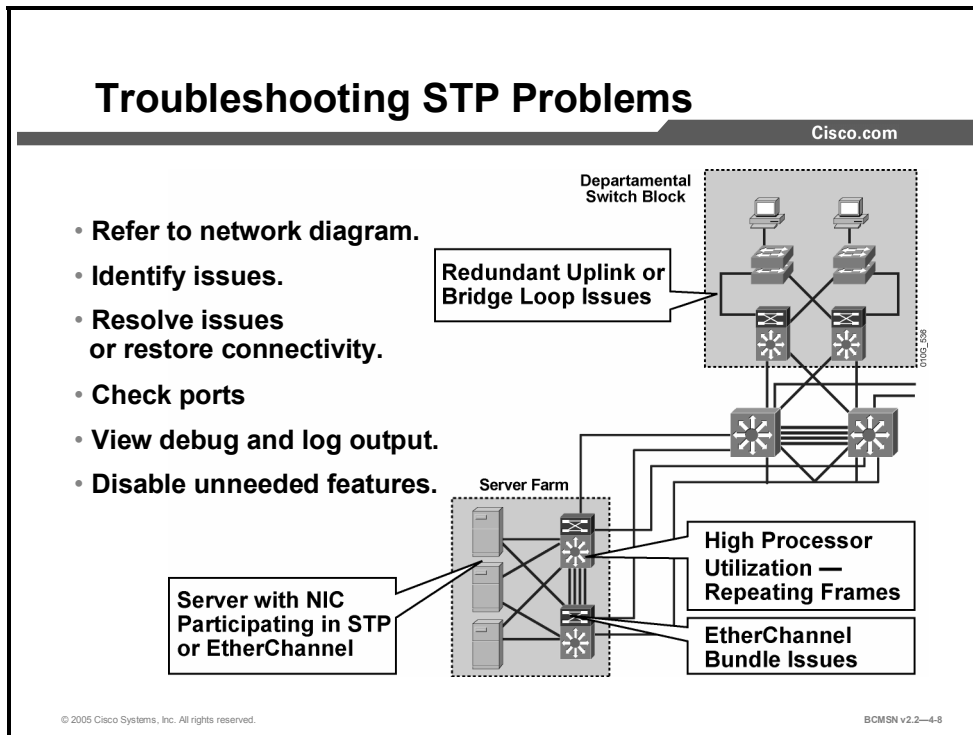 Troubleshooting STP Problems
Cisco.com
• Refer to network diagram.
• Identify issues.
• Resolve issues
or restore connectivity.
• Check ports
• View debug and log output.
• Disable unneeded features.
Departamental
Switch Block
Redundant Uplink or
Bridge Loop Issues
010G_536
Server Farm
Server with NIC
Participating in STP
or EtherChannel
High Processor
Utilization —
Repeating Frames
EtherChannel
Bundle Issues
© 2005 Cisco Systems, Inc. All rights reserved.
BCMSN v2.2—4-8